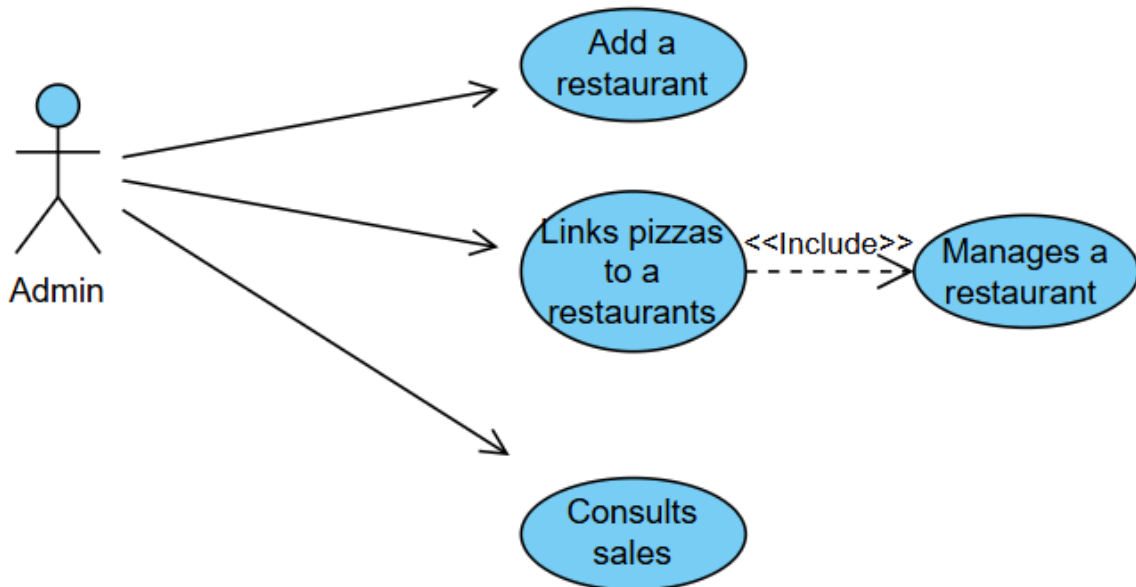 Add a
restaurant
Admin
Links pizzas
to a
restaurants
<<Include>>
Manages a
restaurant
Consults
sales